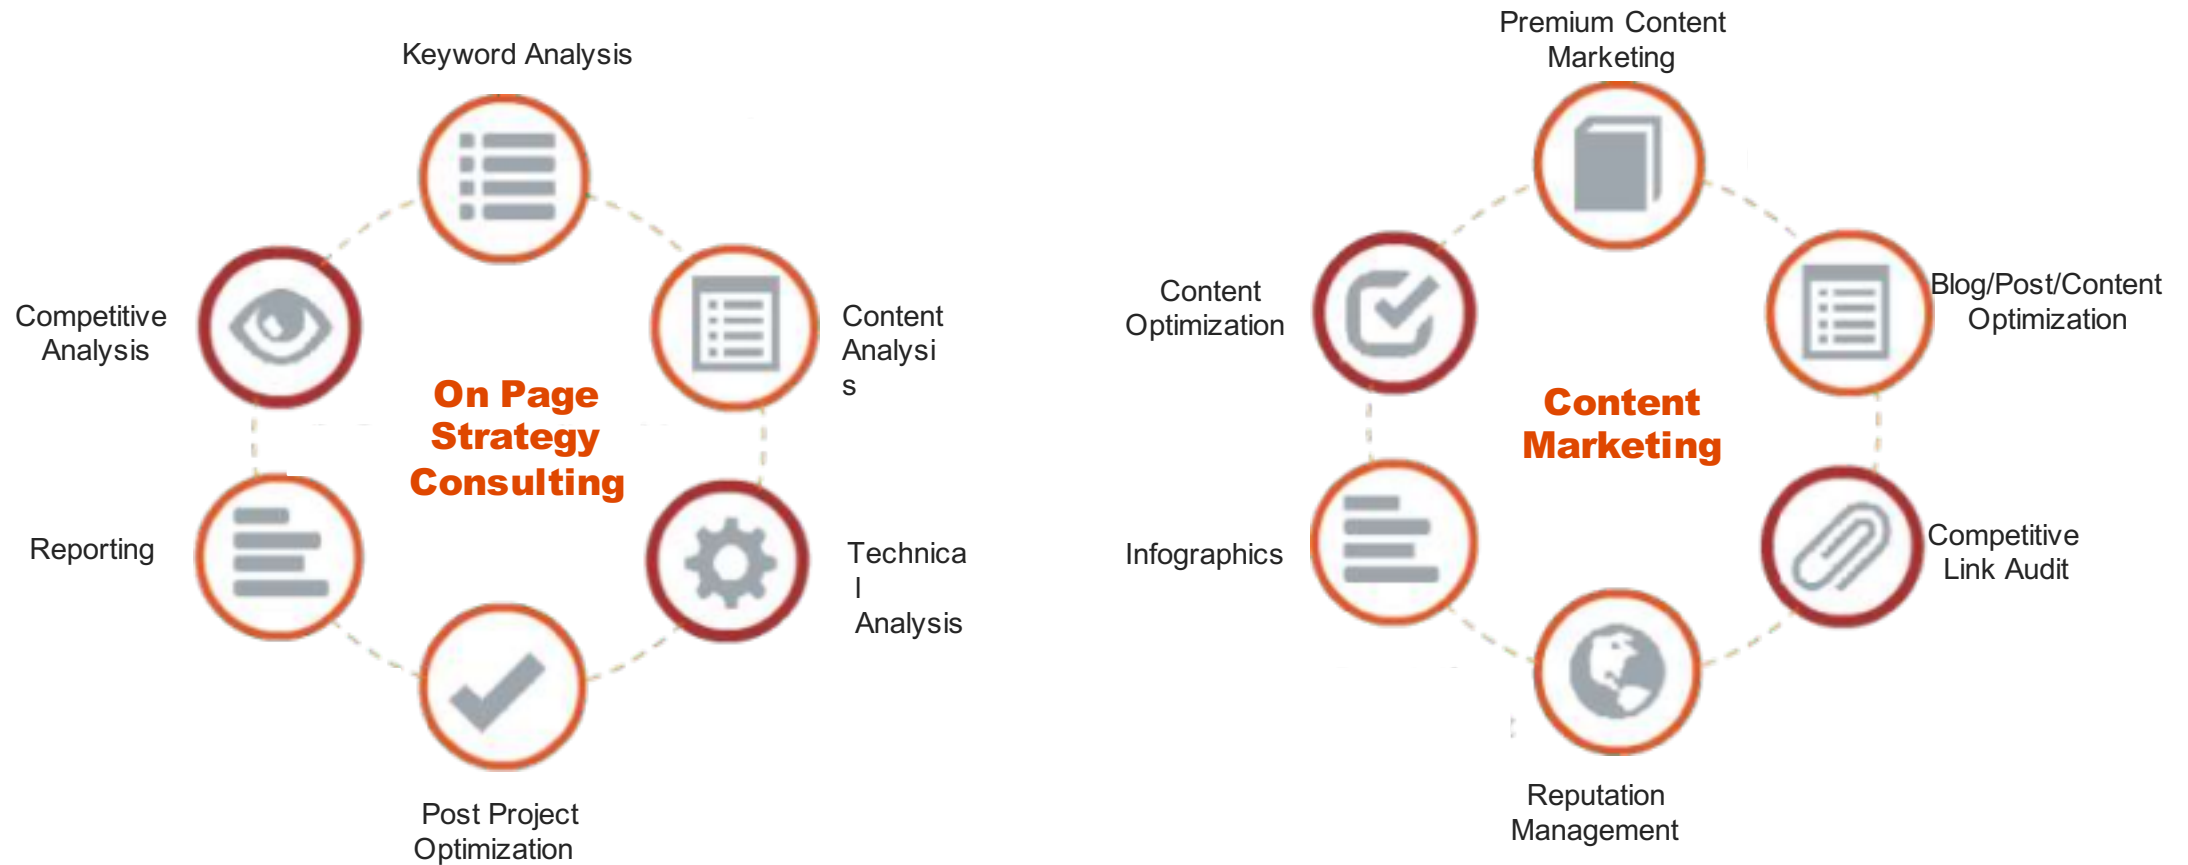 Keyword Analysis
Competitive
Analysis
Content
Analysi
s
On Page
Strategy
Consulting
Reporting
Technica
l
Analysis
Post Project
Optimization
Premium Content
Marketing
Content
Optimization
Blog/Post/Content
Optimization
Content
Marketing
Infographics
Competitive
Link Audit
Reputation
Management